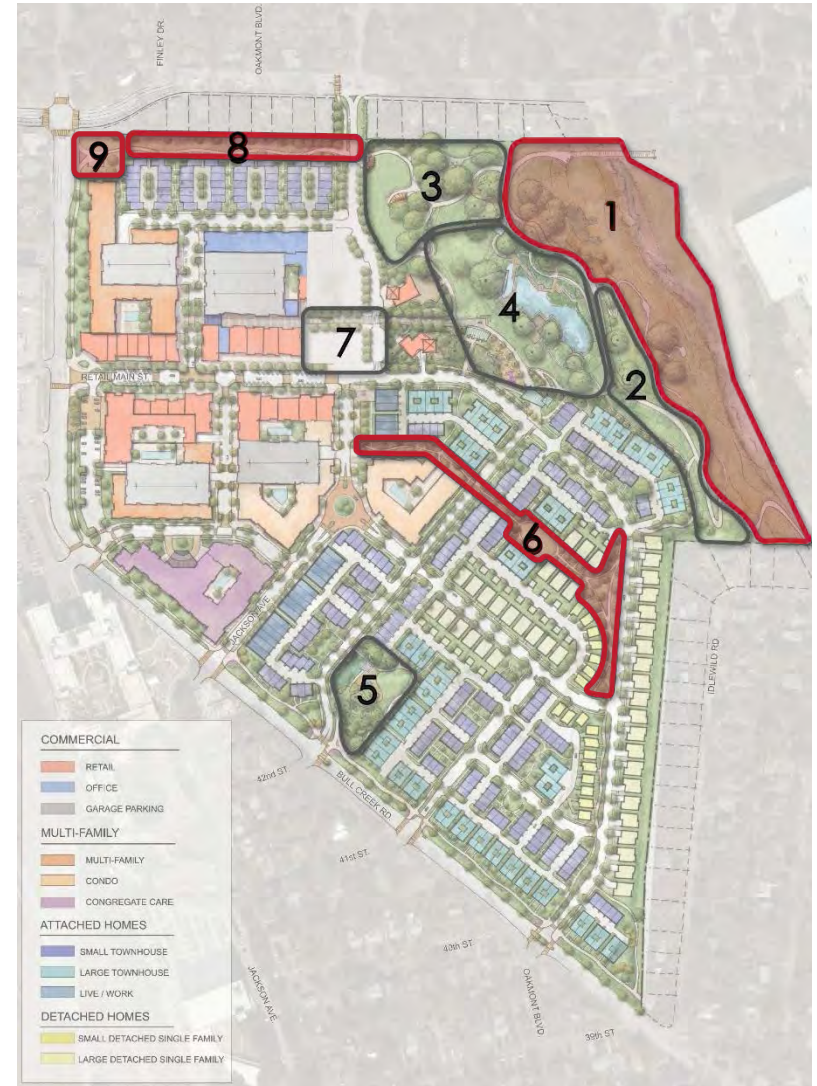 FINLEY DR.
OAKMONT BLVD.
9
8
3
1
4
2
7
RETAIL MAIN ST.
6
5
JACKSON AVE
IDLEWILD RD
42nd ST.
BULL CREEK RD
41st ST.
40th ST.
OAKMONT BLVD
39th ST.
JACKSON AVE
COMMERCIAL
RETAIL
OFFICE
GARAGE PARKING
MULTI-FAMILY
MULTI-FAMILY
CONDO
CONGREGATE CARE
ATTACHED HOMES
SMALL TOWNHOUSE
LARGE TOWNHOUSE
LIVE / WORK
DETACHED HOMES
SMALL DETACHED SINGLE FAMILY
LARGE DETACHED SINGLE FAMILY